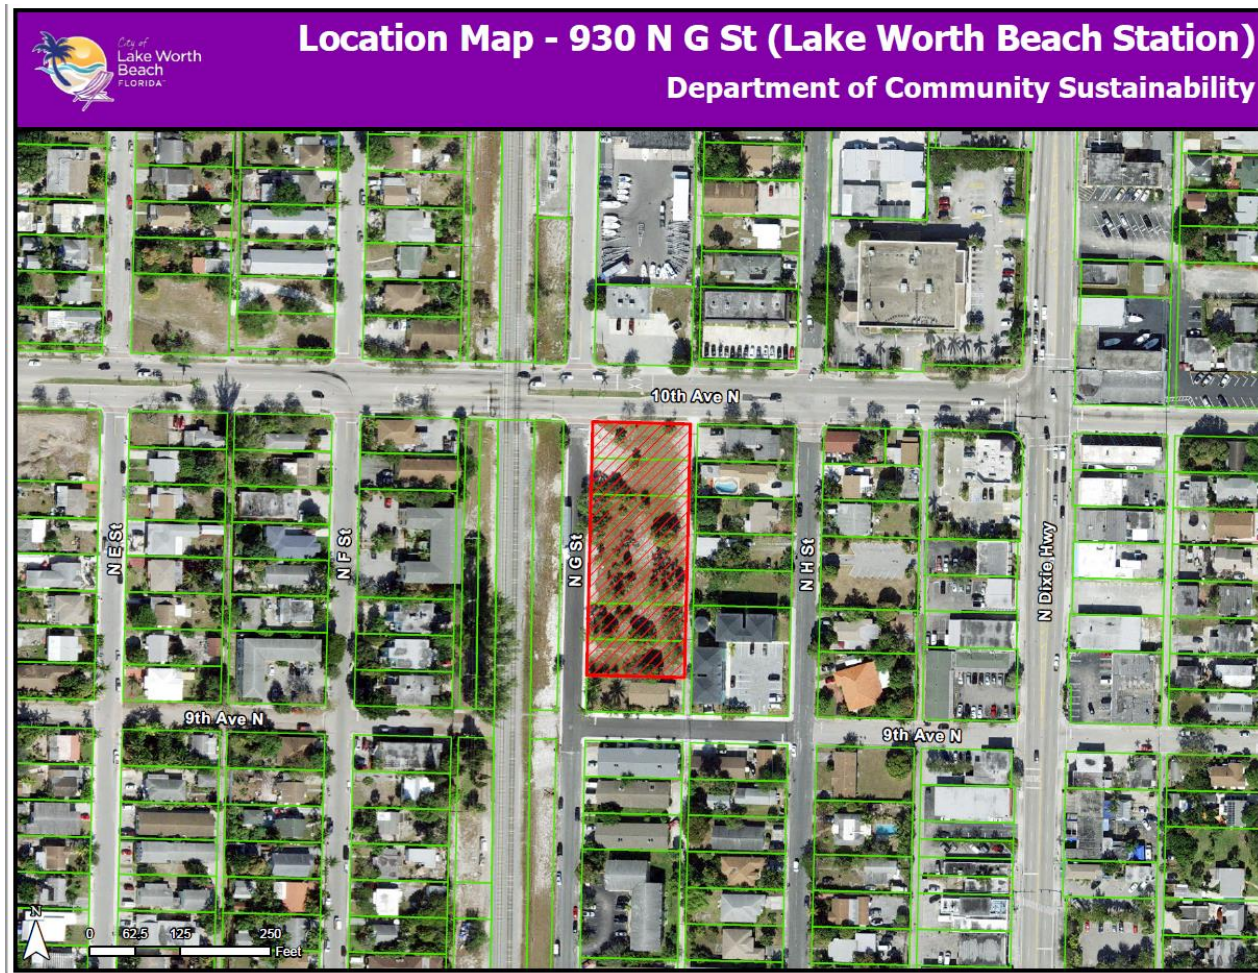 City of
Lake Worth
Beach
FLORIDA
Location Map - 930 N G St (Lake Worth Beach Station)
Department of Community Sustainability
10th Ave N
N E St
N F St
N G St
N H St
N Dixie Hwy
9th Ave N
9th Ave N
N
0 62.5 125 250
Feet